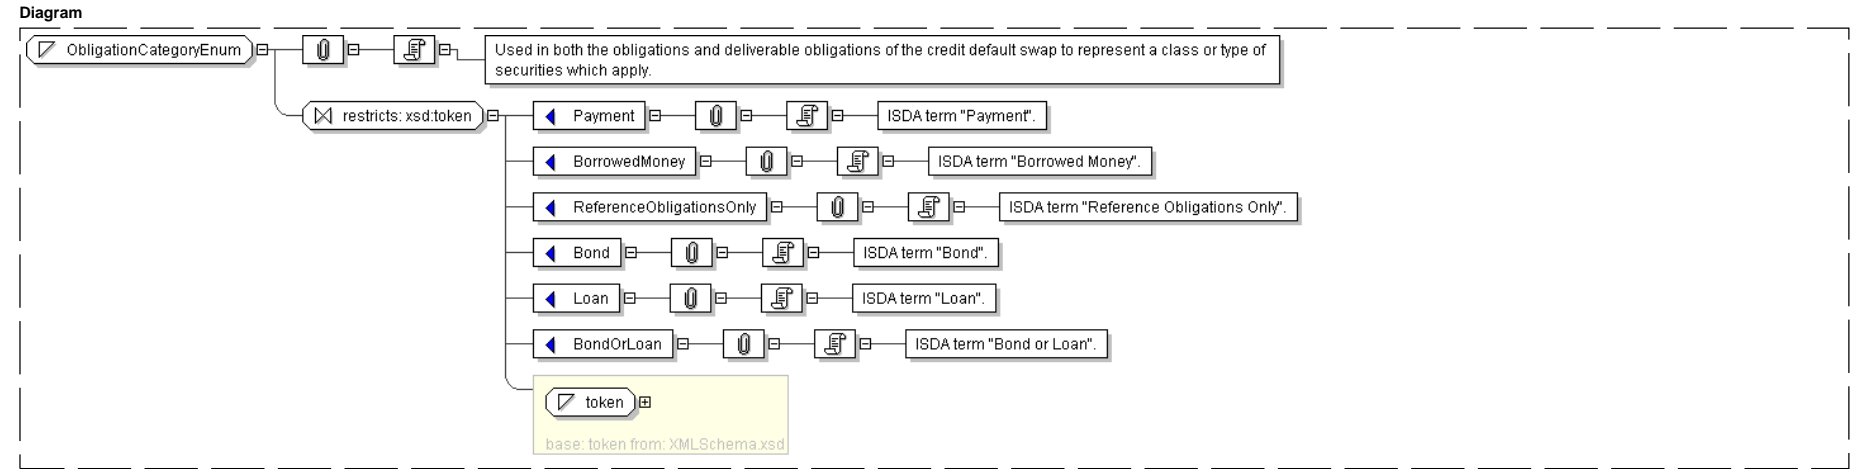 Diagram
ObligationCategoryEnum
Used in both the obligations and deliverable obligations of the credit default swap to represent a class or type of
securities which apply.
restricts: xsd:token
Payment
ISDA term "Payment".
BorrowedMoney
ISDA term "Borrowed Money".
ReferenceObligationsOnly
ISDA term "Reference Obligations Only".
Bond
ISDA term "Bond".
Loan
ISDA term "Loan".
BondOrLoan
ISDA term "Bond or Loan".
token
base: token from: XMLSchema.xsd